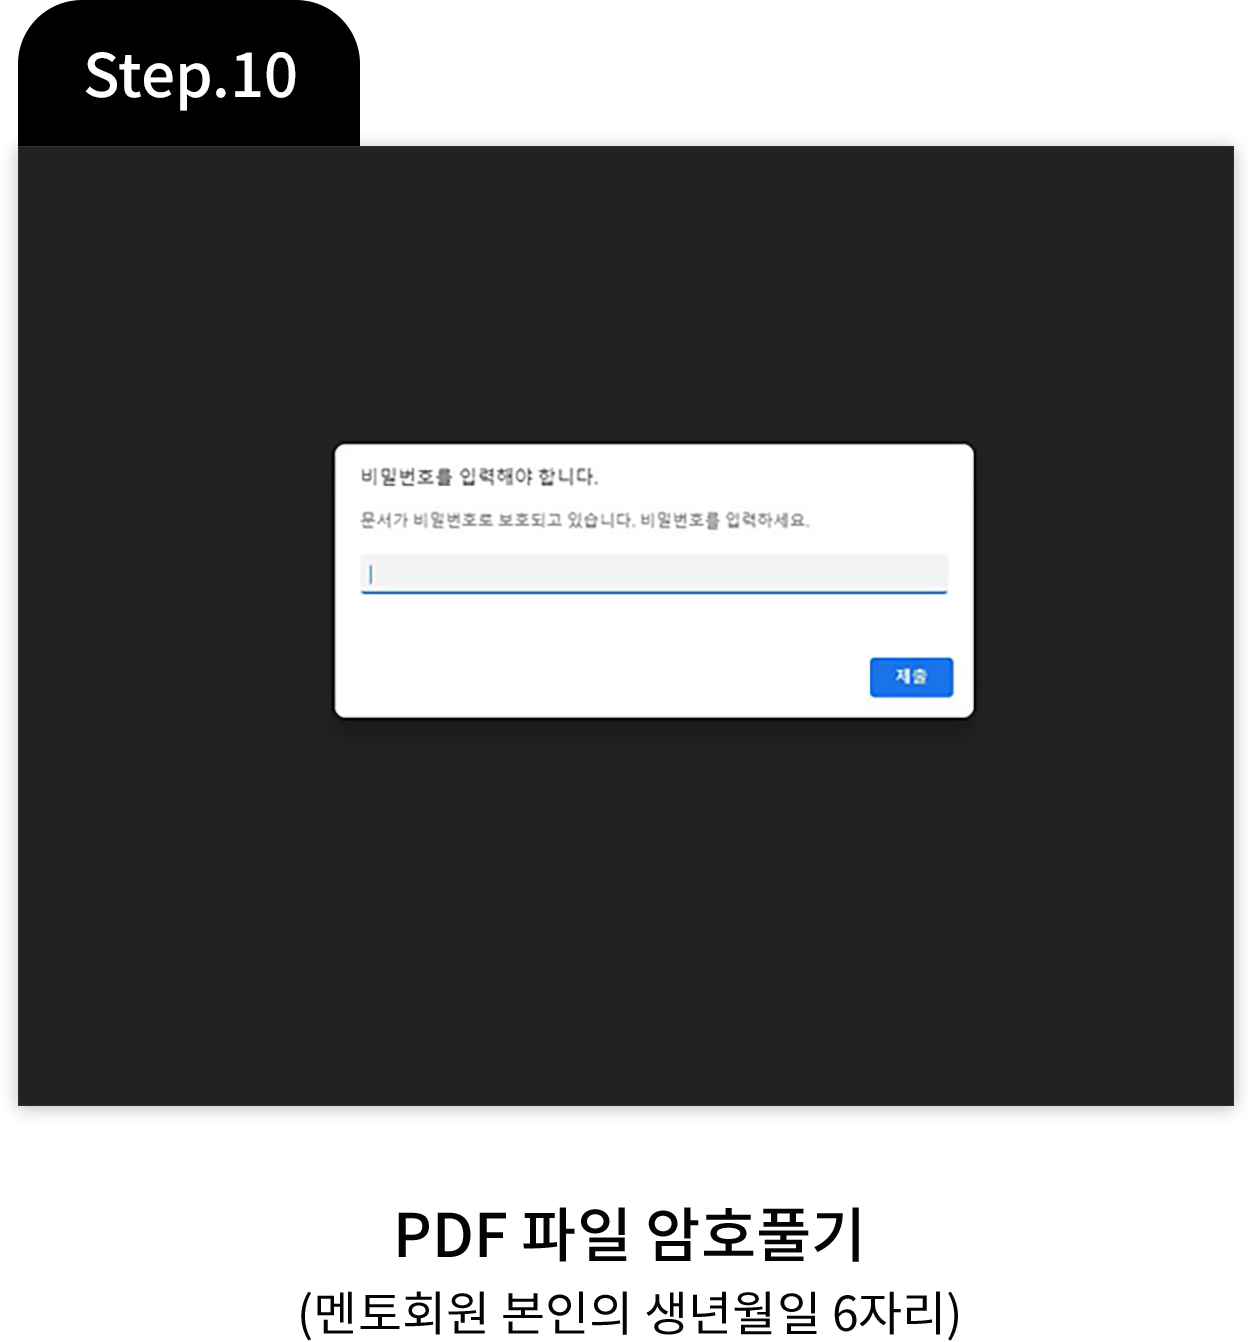 Step.10
비밀번호를 입력해야 합니다.
문서가 비밀번호로 보호되고 있습니다. 비밀번호를 입력하세요.
제출
PDF 파일 암호풀기
(멘토회원 본인의 생년월일 6자리)